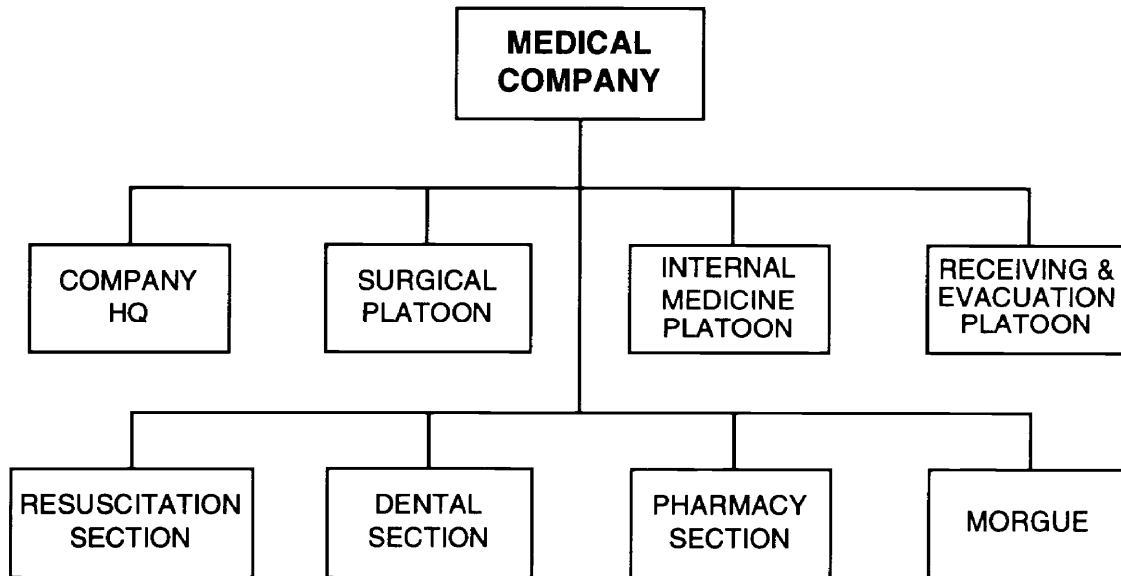 MEDICAL
COMPANY
COMPANY
HQ
SURGICAL
PLATOON
INTERNAL
MEDICINE
PLATOON
RECEIVING &
EVACUATION
PLATOON
RESUSCITATION
SECTION
DENTAL
SECTION
PHARMACY
SECTION
MORGUE